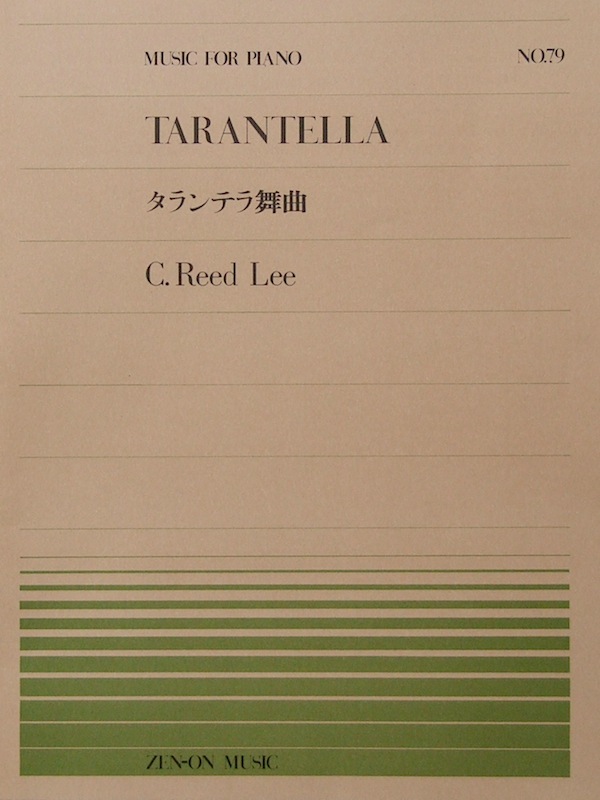 MUSIC FOR PIANO NO.79
TARANTELLA
タランテラ舞曲
C. Reed Lee
ZEN-ON MUSIC